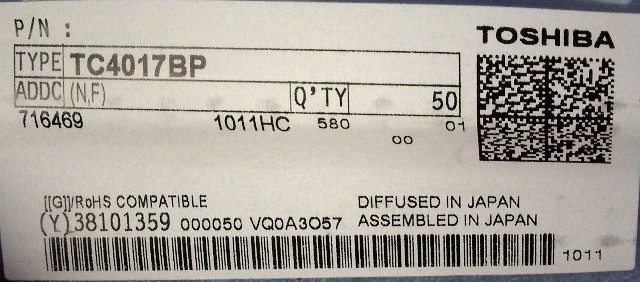 P/N :
TOSHIBA
TYPE TC4017BP
ADDC (N,F) Q'TY 50
716469 1011HC 580 01
00
[[G]]/RoHS COMPATIBLE DIFFUSED IN JAPAN
(Y)38101359 000050 VQ0A3O57 ASSEMBLED IN JAPAN
1011